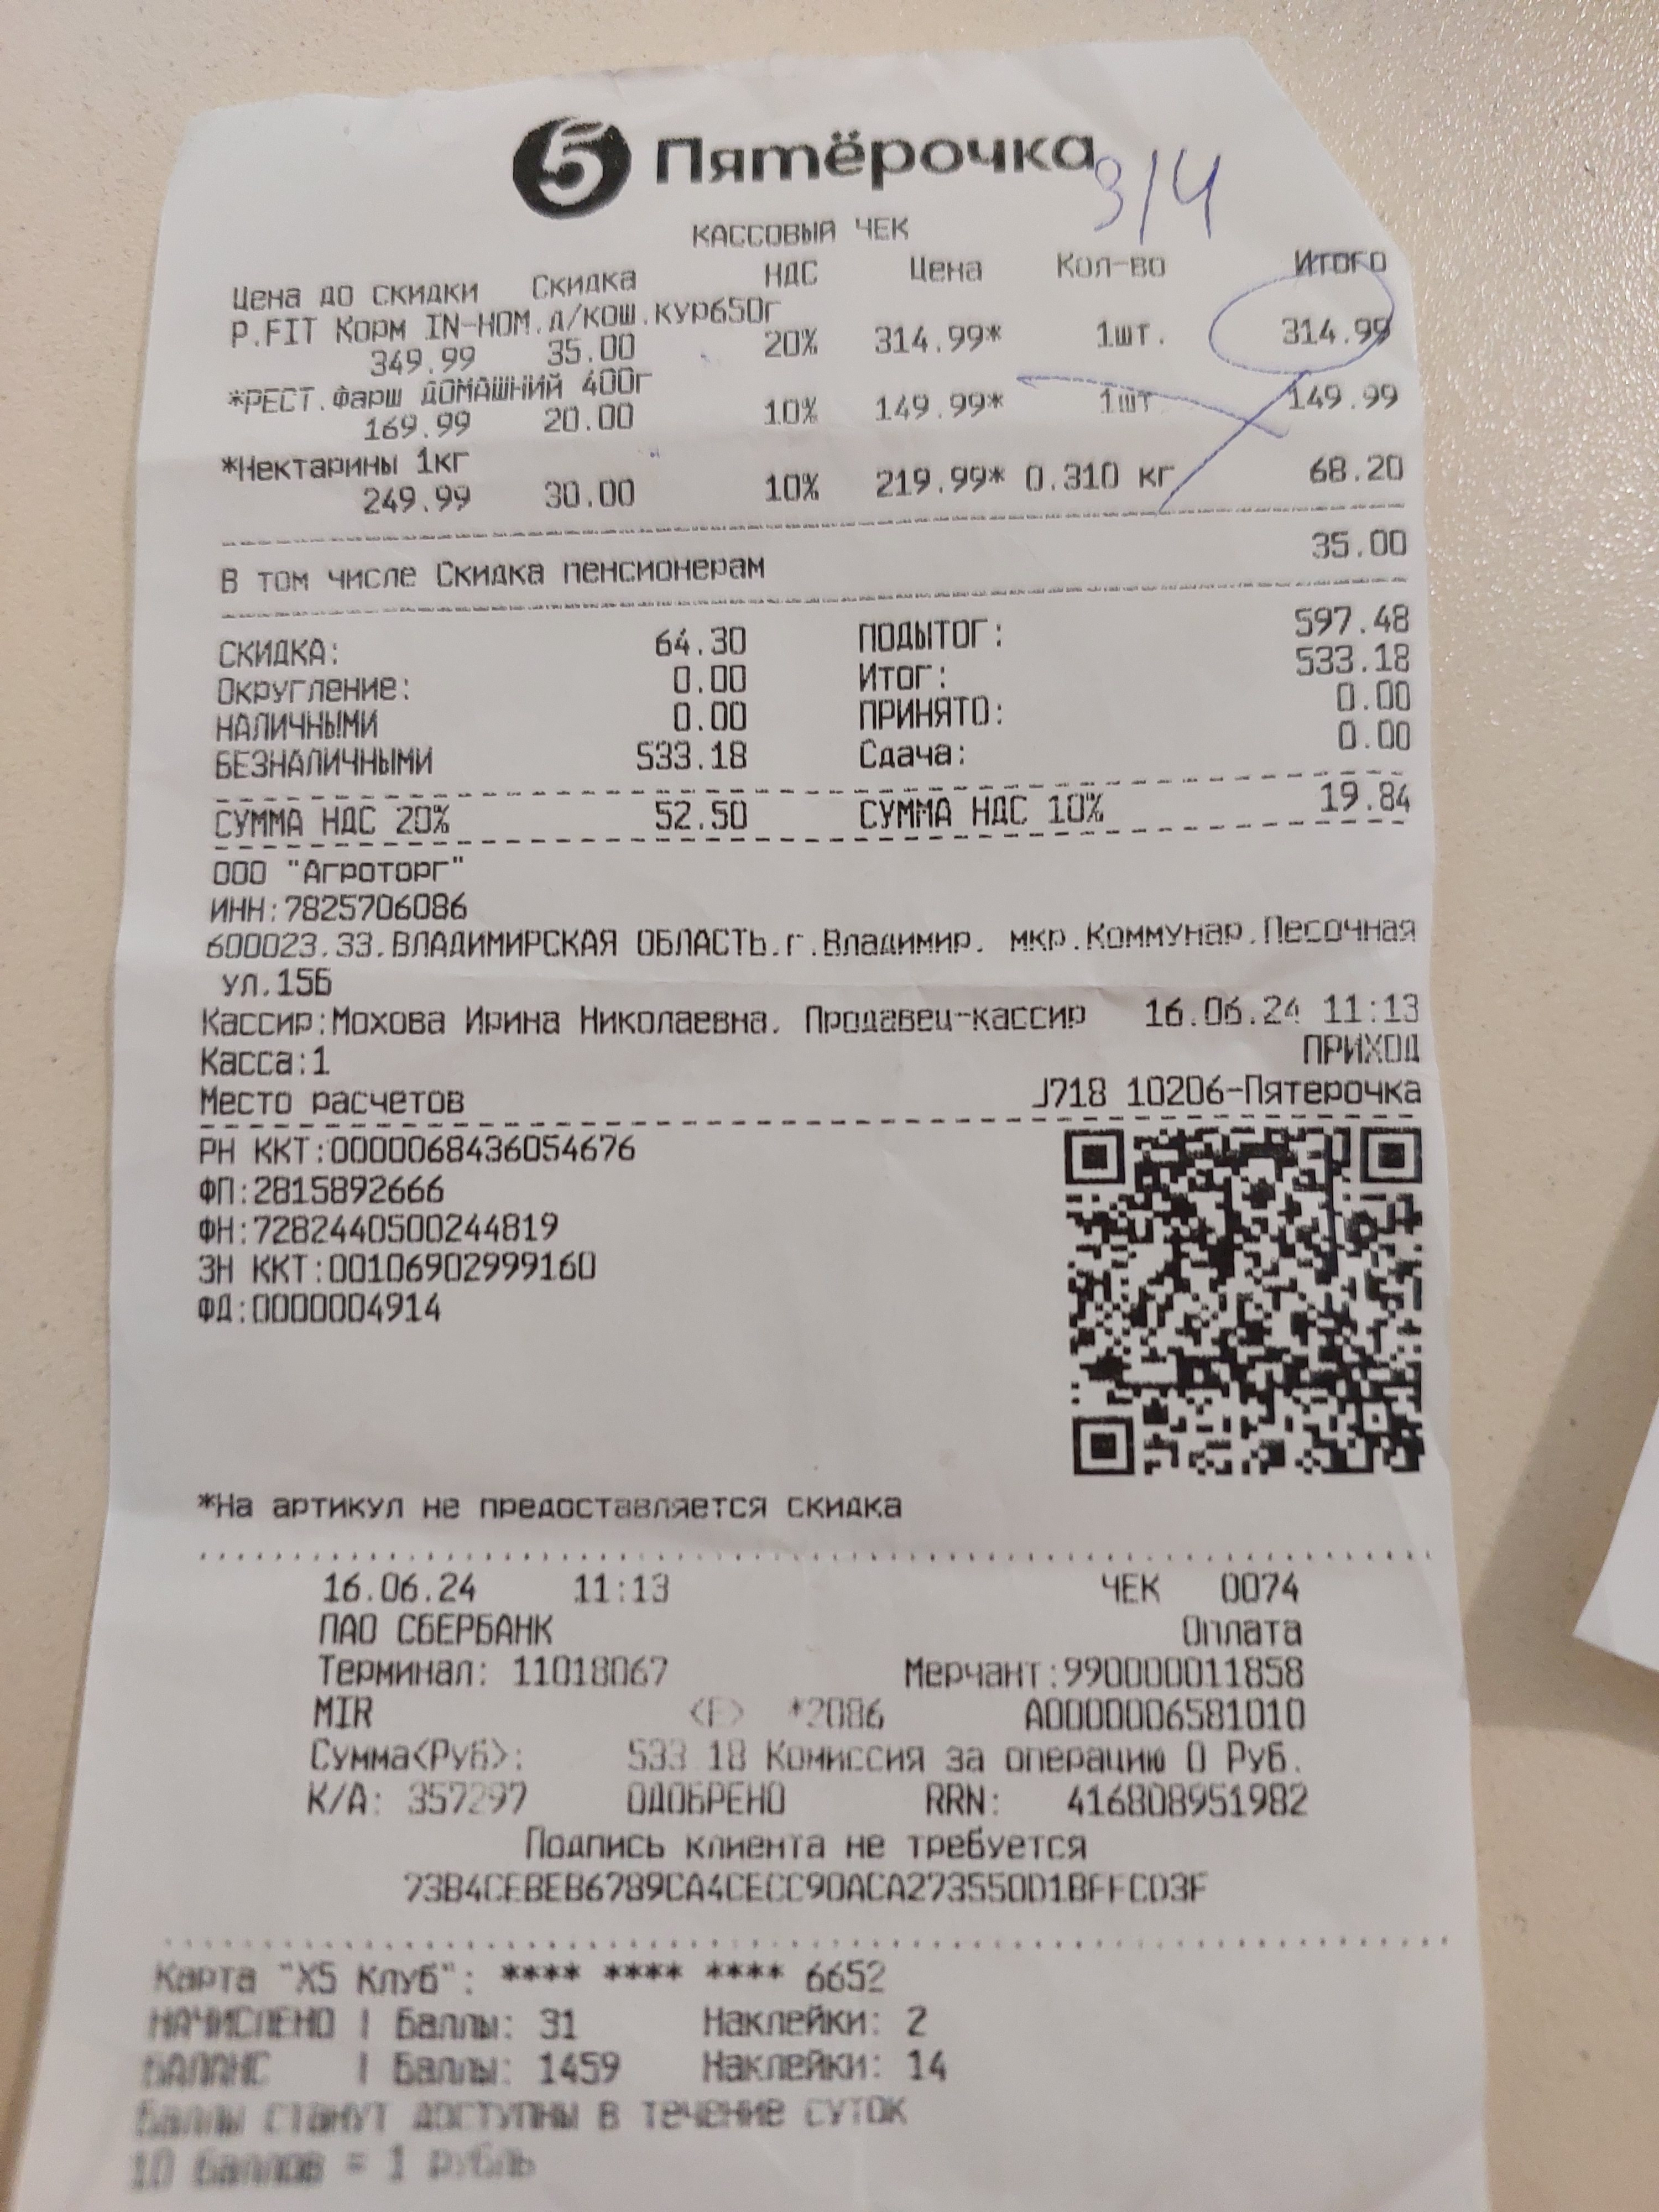 5 Пятёрочка
3/4
КАССОВЫЙ ЧЕК
Цена до скидки Скидка НДС Цена Кол-во Итого
P.FIT Корм IN-HOM.д/кош.кур650г
349.99 35.00 20% 314.99* 1шт. 314.99
*РЕСТ.Фарш ДОМАШНИЙ 400г
169.99 20.00 10% 149.99* 1шт 149.99
*Нектарины 1кг
249.99 30.00 10% 219.99* 0.310 кг 68.20
В том числе Скидка пенсионерам 35.00
СКИДКА: 64.30 ПОДЫТОГ: 597.48
Округление: 0.00 Итог: 533.18
НАЛИЧНЫМИ 0.00 ПРИНЯТО: 0.00
БЕЗНАЛИЧНЫМИ 533.18 Сдача: 0.00
СУММА НДС 20% 52.50 СУММА НДС 10% 19.84
ООО "Агроторг"
ИНН:7825706086
600023.33.ВЛАДИМИРСКАЯ ОБЛАСТЬ.г.Владимир. мкр.Коммунар.Песочная
ул.15Б
Кассир:Мохова Ирина Николаевна. Продавец-кассир 16.06.24 11:13
Касса:1 ПРИХОД
Место расчетов J718 10206-Пятерочка
РН ККТ:0000068436054676
ФП:2815892666
ФН:7282440500244819
ЗН ККТ:00106902999160
ФД:0000004914
*На артикул не предоставляется скидка
16.06.24 11:13 ЧЕК 0074
ПАО СБЕРБАНК Оплата
Терминал: 11018067 Мерчант:990000011858
MIR <E> *2086 A0000006581010
Сумма<Руб>: 533.18 Комиссия за операцию 0 Руб.
К/А: 357297 ОДОБРЕНО RRN: 416808951982
Подпись клиента не требуется
73B4CEBEB6789CA4CECC90ACA273550D1BFFCD3F
Карта "X5 Клуб": **** **** **** 6652
НАЧИСЛЕНО | Баллы: 31 Наклейки: 2
БАЛАНС | Баллы: 1459 Наклейки: 14
Баллы станут доступны в течение суток
10 баллов = 1 рубль